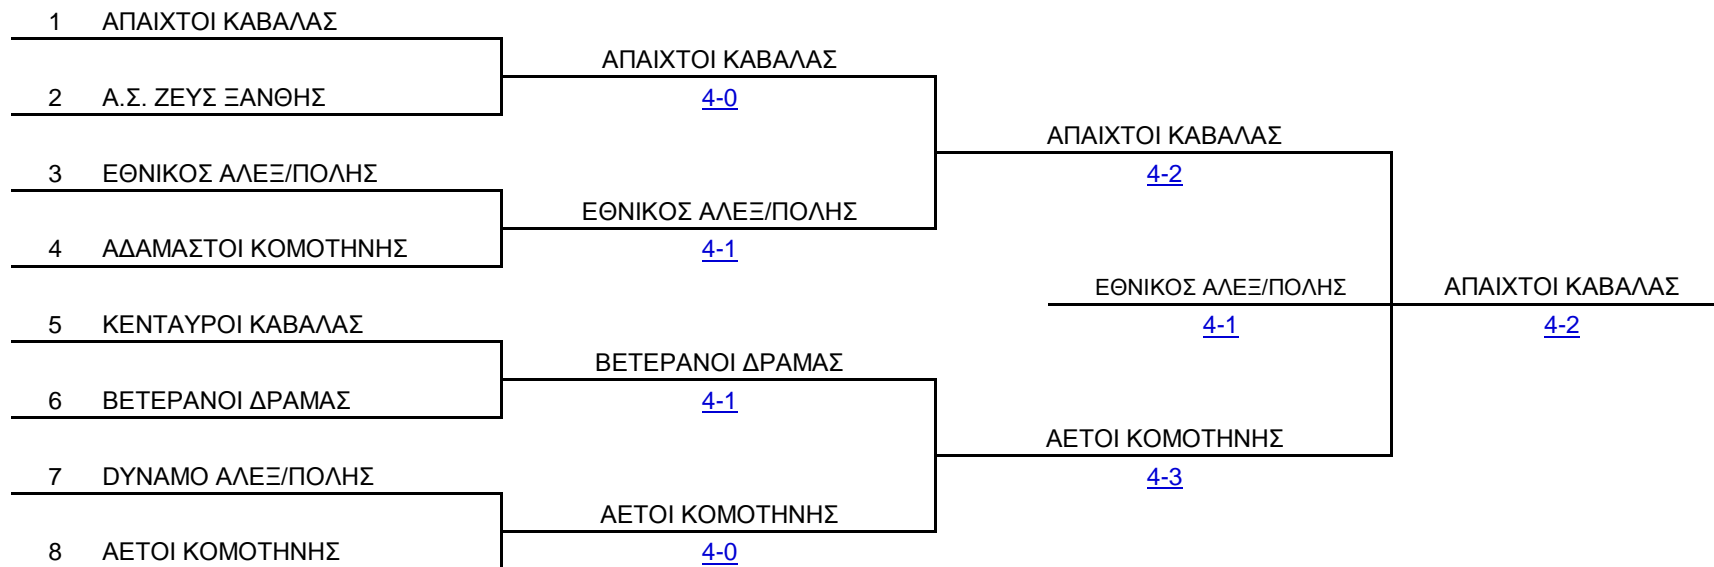 1 ΑΠΑΙΧΤΟΙ ΚΑΒΑΛΑΣ
ΑΠΑΙΧΤΟΙ ΚΑΒΑΛΑΣ
2 Α.Σ. ΖΕΥΣ ΞΑΝΘΗΣ
4-0
ΑΠΑΙΧΤΟΙ ΚΑΒΑΛΑΣ
3 ΕΘΝΙΚΟΣ ΑΛΕΞ/ΠΟΛΗΣ
4-2
ΕΘΝΙΚΟΣ ΑΛΕΞ/ΠΟΛΗΣ
4 ΑΔΑΜΑΣΤΟΙ ΚΟΜΟΤΗΝΗΣ
4-1
ΕΘΝΙΚΟΣ ΑΛΕΞ/ΠΟΛΗΣ
ΑΠΑΙΧΤΟΙ ΚΑΒΑΛΑΣ
5 ΚΕΝΤΑΥΡΟΙ ΚΑΒΑΛΑΣ
4-1
4-2
ΒΕΤΕΡΑΝΟΙ ΔΡΑΜΑΣ
6 ΒΕΤΕΡΑΝΟΙ ΔΡΑΜΑΣ
4-1
ΑΕΤΟΙ ΚΟΜΟΤΗΝΗΣ
7 DYNAMO ΑΛΕΞ/ΠΟΛΗΣ
4-3
ΑΕΤΟΙ ΚΟΜΟΤΗΝΗΣ
8 ΑΕΤΟΙ ΚΟΜΟΤΗΝΗΣ
4-0